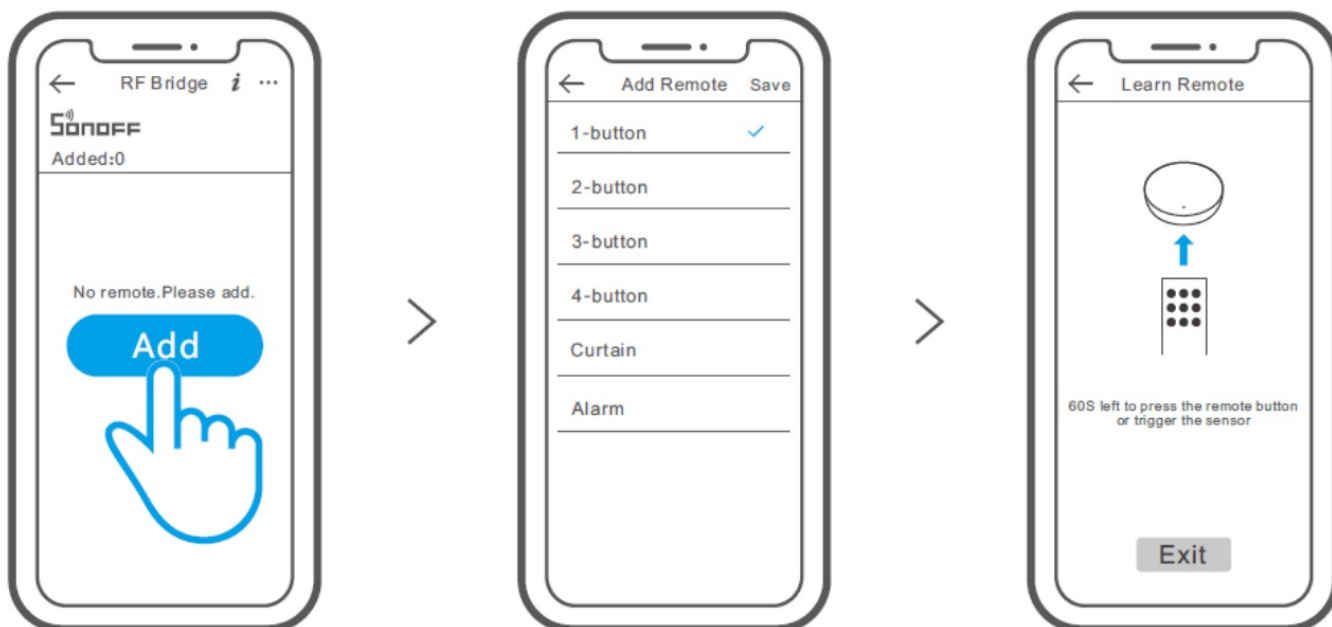 RF Bridge i ...
SONOFF
Added:0
No remote.Please add.
Add
Add Remote Save
1-button
2-button
3-button
4-button
Curtain
Alarm
Learn Remote
60S left to press the remote button
or trigger the sensor
Exit